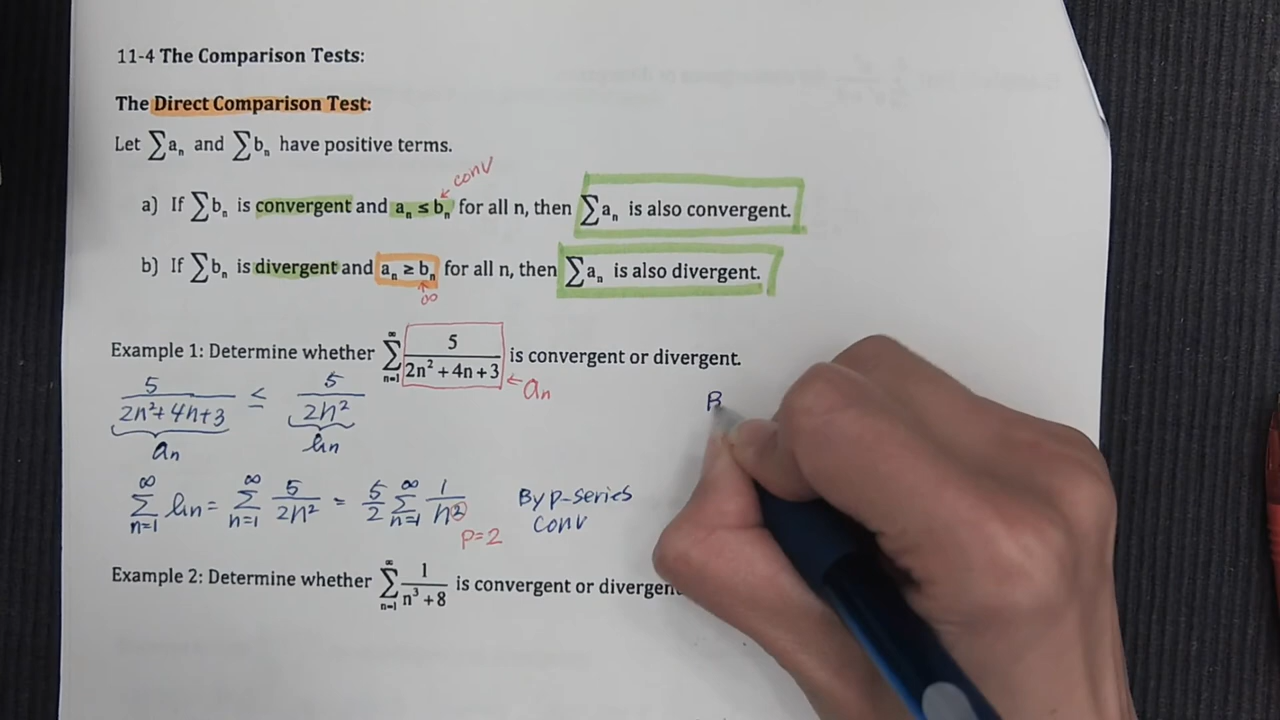 11-4 The Comparison Tests:
The Direct Comparison Test:
Let ∑aₙ and ∑bₙ have positive terms.
conv
a) If ∑bₙ is convergent and aₙ ≤ bₙ for all n, then ∑aₙ is also convergent.
b) If ∑bₙ is divergent and aₙ ≥ bₙ for all n, then ∑aₙ is also divergent.
∞
Example 1: Determine whether ∑_{n=1}^{∞} 5/(2n² + 4n + 3) is convergent or divergent.
← aₙ
5/(2n²+4n+3) ≤ 5/(2n²)
aₙ bₙ
B
∑_{n=1}^{∞} bₙ = ∑_{n=1}^{∞} 5/(2n²) = 5/2 ∑_{n=1}^{∞} 1/n² By p-series
p=2 conv
Example 2: Determine whether ∑_{n=1}^{∞} 1/(n³ + 8) is convergent or divergent